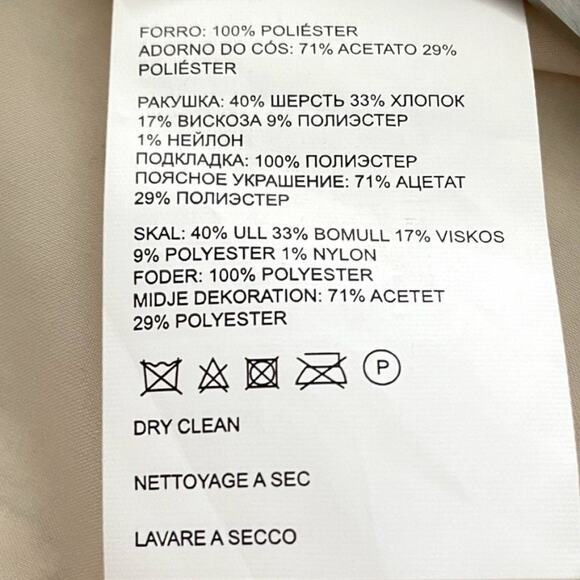 FORRO: 100% POLIÉSTER
ADORNO DO CÓS: 71% ACETATO 29%
POLIÉSTER
РАКУШКА: 40% ШЕРСТЬ 33% ХЛОПОК
17% ВИСКОЗА 9% ПОЛИЭСТЕР
1% НЕЙЛОН
ПОДКЛАДКА: 100% ПОЛИЭСТЕР
ПОЯСНОЕ УКРАШЕНИЕ: 71% АЦЕТАТ
29% ПОЛИЭСТЕР
SKAL: 40% ULL 33% BOMULL 17% VISKOS
9% POLYESTER 1% NYLON
FODER: 100% POLYESTER
MIDJE DEKORATION: 71% ACETET
29% POLYESTER
P
DRY CLEAN
NETTOYAGE A SEC
LAVARE A SECCO